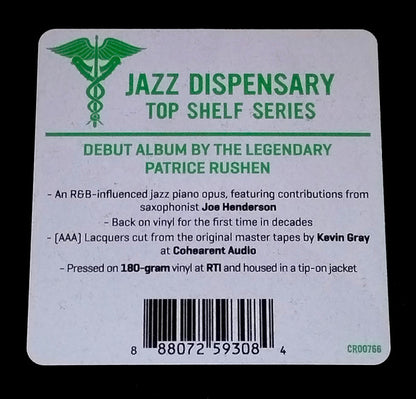 JAZZ DISPENSARY
TOP SHELF SERIES
DEBUT ALBUM BY THE LEGENDARY
PATRICE RUSHEN
- An R&B-influenced jazz piano opus, featuring contributions from
saxophonist Joe Henderson
- Back on vinyl for the first time in decades
- (AAA) Lacquers cut from the original master tapes by Kevin Gray
at Cohearent Audio
- Pressed on 180-gram vinyl at RTI and housed in a tip-on jacket
8 88072 59308 4
CR00766